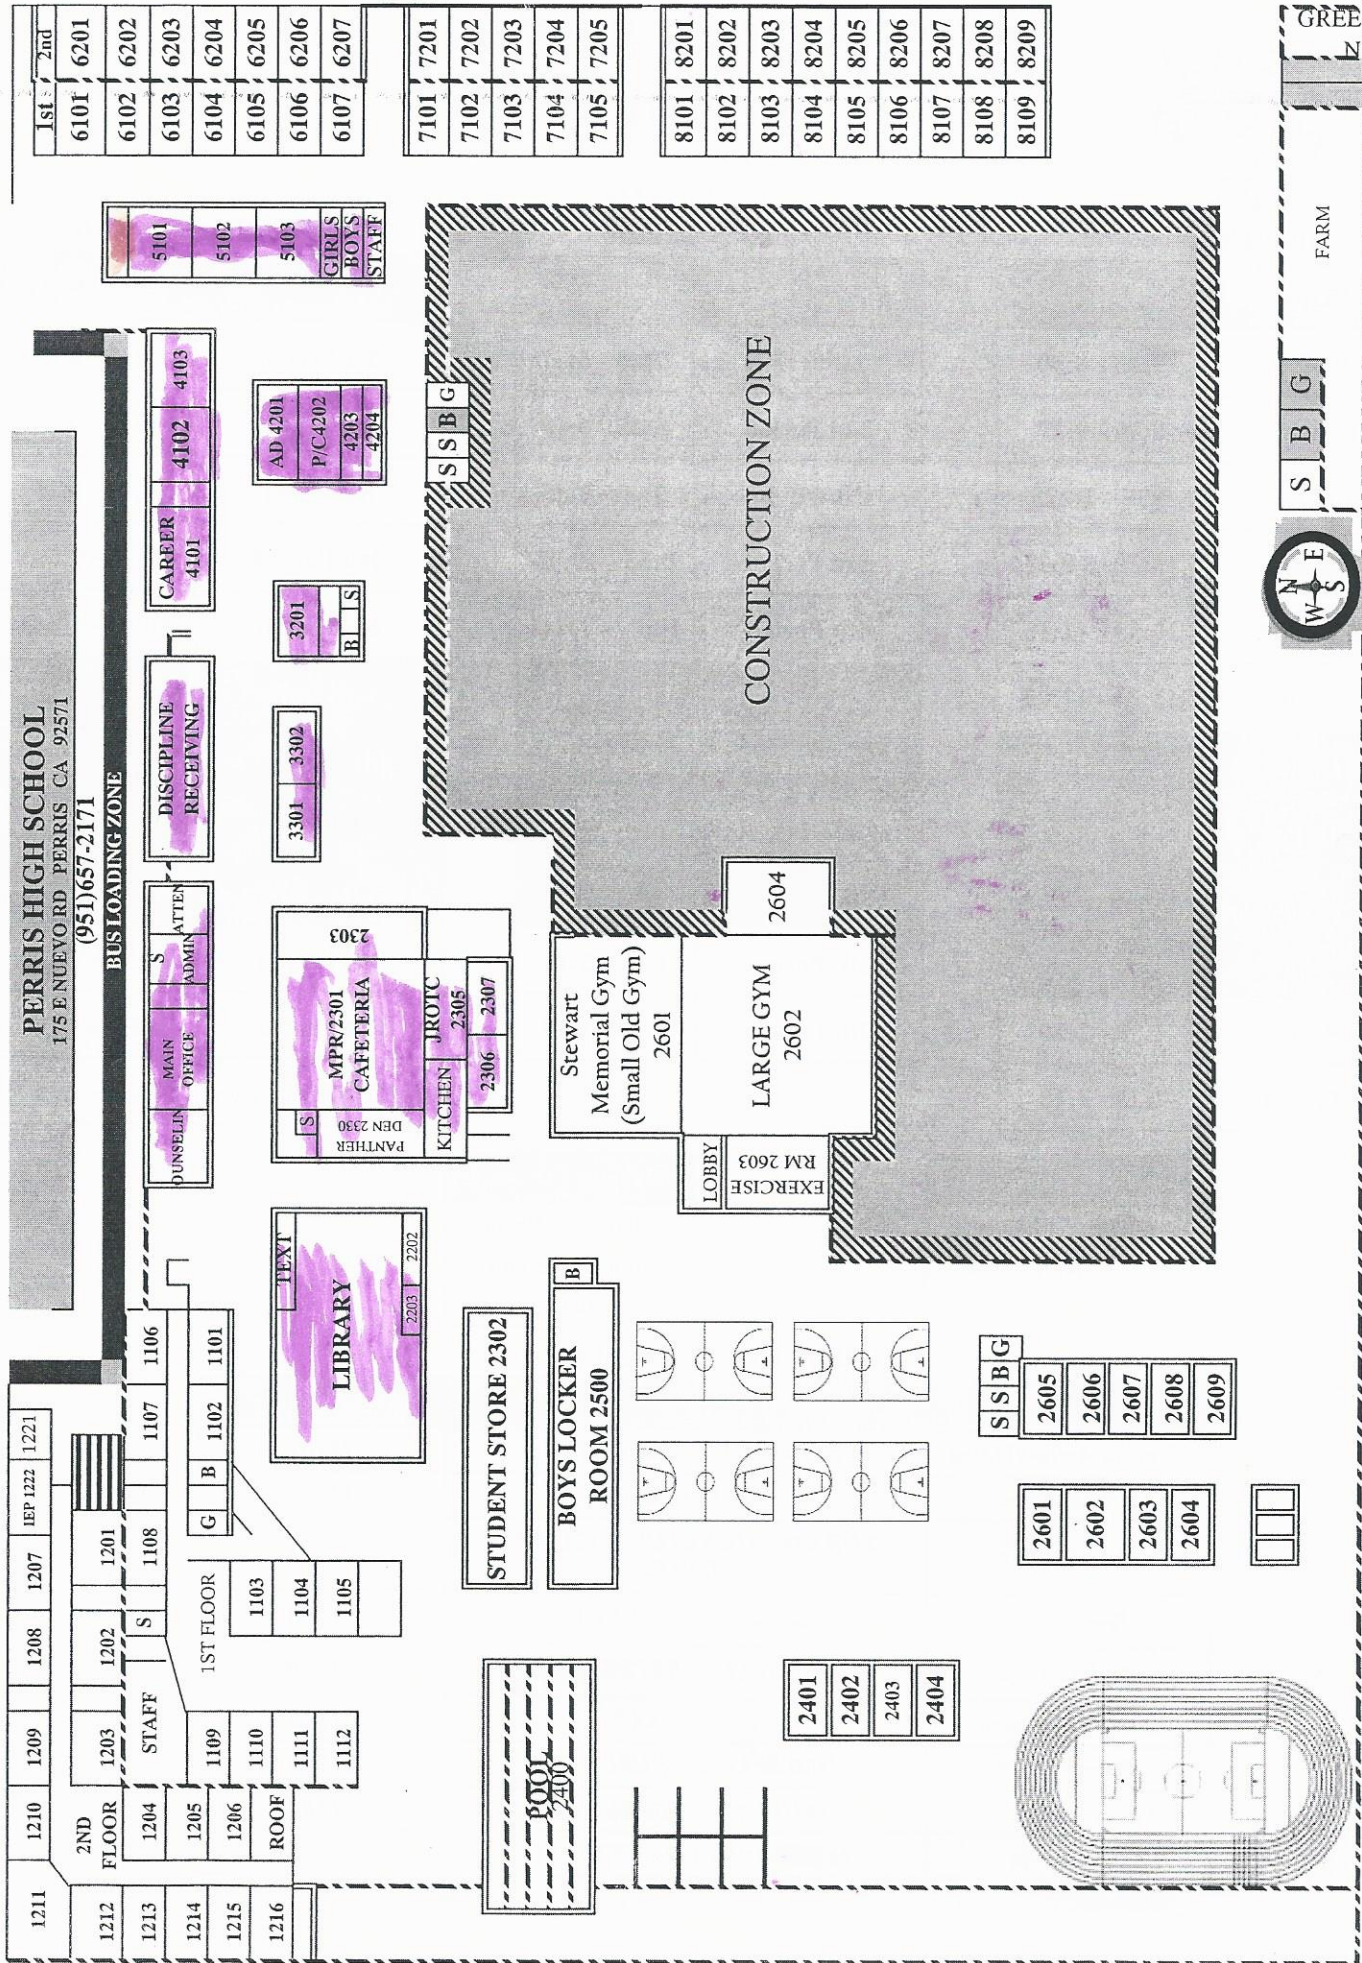 PERRIS HIGH SCHOOL
175 E NUEVO RD PERRIS CA 92571
(951)657-2171
BUS LOADING ZONE
1211
1210
1209
1208
1207
IEP 1222
1221
1212
1213
1214
1215
1216
2ND
FLOOR
1203
1202
1201
1204
1205
1206
ROOF
STAFF
S
1108
1107
1106
1109
1110
1111
1112
1ST FLOOR
G
B
1102
1101
1103
1104
1105
OUNSELIN
MAIN
OFFICE
S
ADMIN
ATTEN
DISCIPLINE
RECEIVING
CAREER
4101
4102
4103
5101
5102
5103
GIRLS
BOYS
STAFF
1st
2nd
6101
6201
6102
6202
6103
6203
6104
6204
6105
6205
6106
6206
6107
6207
7101
7201
7102
7202
7103
7203
7104
7204
7105
7205
8101
8201
8102
8202
8103
8203
8104
8204
8105
8205
8106
8206
8107
8207
8108
8208
8109
8209
TEXT
LIBRARY
2203
2202
S
PANTHER
DEN 2330
MPR/2301
CAFETERIA
2303
KITCHEN
JROTC
2305
2306
2307
3301
3302
3201
B
S
AD 4201
P/C4202
4203
4204
S
S
B
G
STUDENT STORE 2302
BOYS LOCKER
ROOM 2500
B
POOL
2400
Stewart
Memorial Gym
(Small Old Gym)
2601
LARGE GYM
2602
2604
LOBBY
EXERCISE
RM 2603
CONSTRUCTION ZONE
2401
2402
2403
2404
S
S
B
G
2605
2606
2607
2608
2609
2601
2602
2603
2604
N
E
S
W
S
B
G
FARM
GREE
N